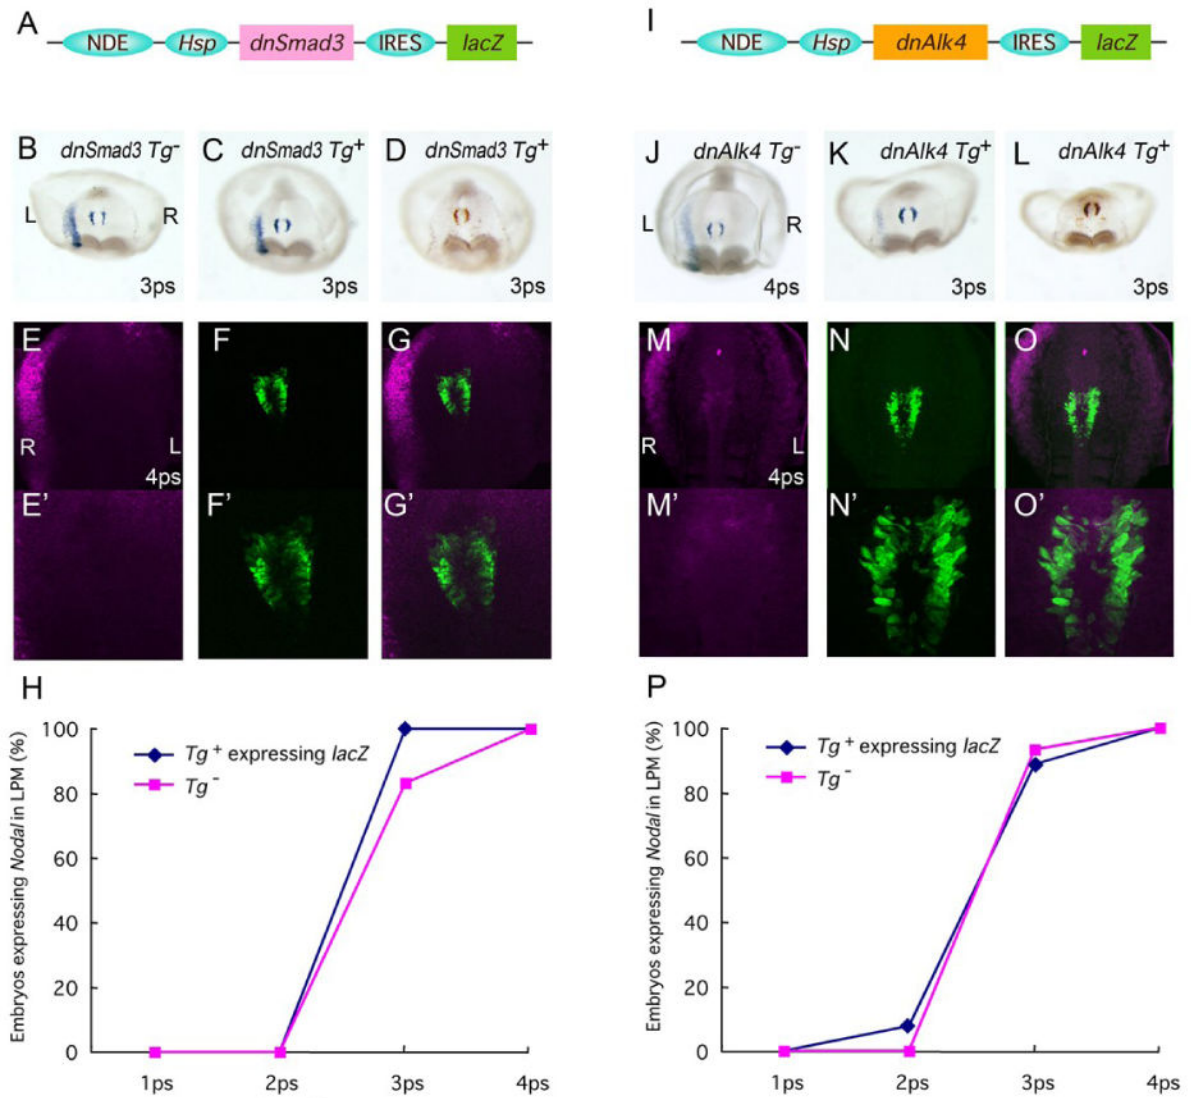 A
NDE Hsp dnSmad3 IRES lacZ
I
NDE Hsp dnAlk4 IRES lacZ
B dnSmad3 Tg⁻
L R
3ps
C dnSmad3 Tg⁺
3ps
D dnSmad3 Tg⁺
3ps
J dnAlk4 Tg⁻
L R
4ps
K dnAlk4 Tg⁺
3ps
L dnAlk4 Tg⁺
3ps
E F G
R L
4ps
E’ F’ G’
M N O
R L
4ps
M’ N’ O’
H
Embryos expressing Nodal in LPM (%)
100
80
60
40
20
0
Tg⁺ expressing lacZ
Tg⁻
1ps 2ps 3ps 4ps
P
Embryos expressing Nodal in LPM (%)
100
80
60
40
20
0
Tg⁺ expressing lacZ
Tg⁻
1ps 2ps 3ps 4ps